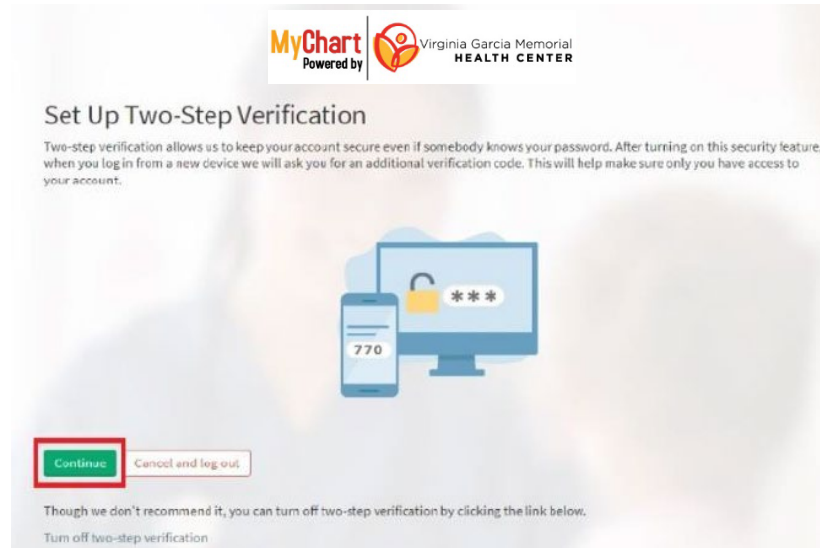 MyChart
Powered by
Virginia Garcia Memorial
HEALTH CENTER
Set Up Two-Step Verification
Two-step verification allows us to keep your account secure even if somebody knows your password. After turning on this security feature,
when you log in from a new device we will ask you for an additional verification code. This will help make sure only you have access to
your account.
***
770
Continue
Cancel and log out
Though we don't recommend it, you can turn off two-step verification by clicking the link below.
Turn off two-step verification